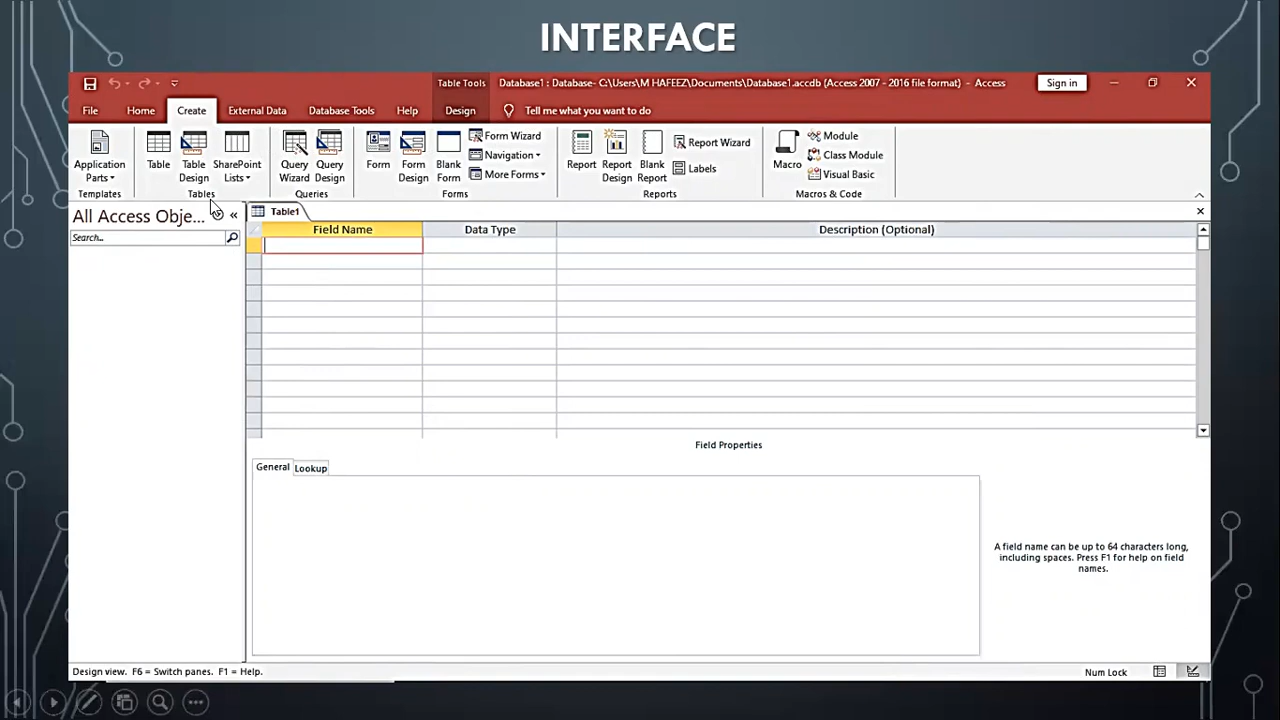 INTERFACE
Table Tools
Database1 : Database- C:\Users\M HAFEEZ\Documents\Database1.accdb (Access 2007 - 2016 file format) - Access
Sign in
File Home Create External Data Database Tools Help Design Tell me what you want to do
Application Parts
Table
Table Design
SharePoint Lists
Query Wizard
Query Design
Form
Form Design
Blank Form
Form Wizard
Navigation
More Forms
Report
Report Design
Blank Report
Report Wizard
Labels
Macro
Module
Class Module
Visual Basic
Templates Tables Queries Forms Reports Macros & Code
All Access Obje...
Search...
Table1
Field Name Data Type Description (Optional)
Field Properties
General Lookup
A field name can be up to 64 characters long,
including spaces. Press F1 for help on field
names.
Design view. F6 = Switch panes. F1 = Help.
Num Lock